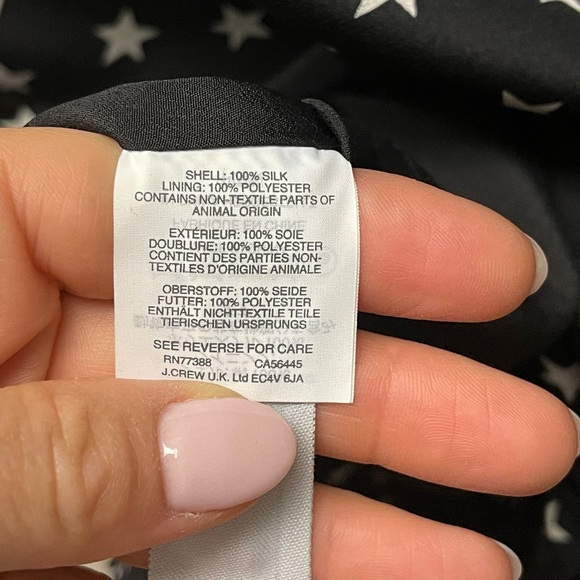 SHELL: 100% SILK
LINING: 100% POLYESTER
CONTAINS NON-TEXTILE PARTS OF
ANIMAL ORIGIN
EXTÉRIEUR: 100% SOIE
DOUBLURE: 100% POLYESTER
CONTIENT DES PARTIES NON-
TEXTILES D'ORIGINE ANIMALE
OBERSTOFF: 100% SEIDE
FUTTER: 100% POLYESTER
ENTHÄLT NICHTTEXTILE TEILE
TIERISCHEN URSPRUNGS
SEE REVERSE FOR CARE
RN77388 CA56445
J.CREW U.K. Ltd EC4V 6JA